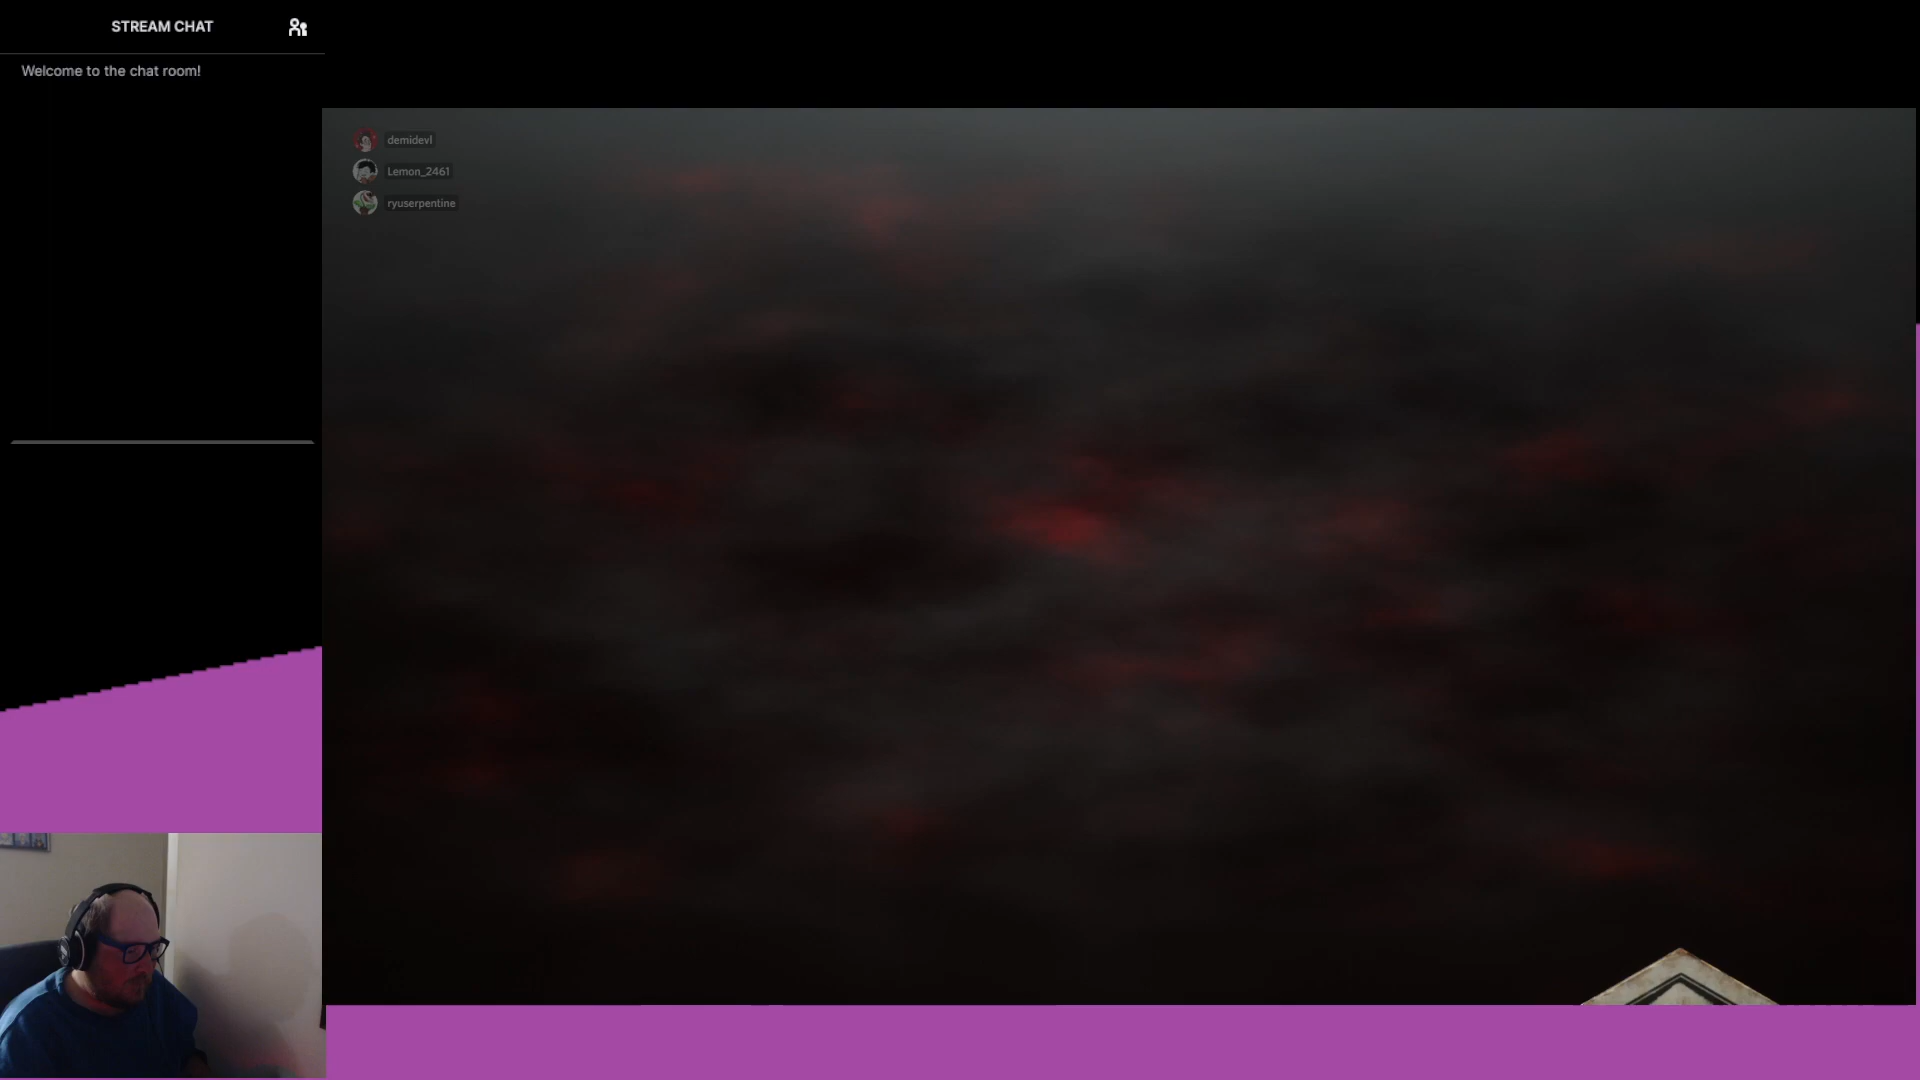 STREAM CHAT
Welcome to the chat room!
demidevl
Lemon_2461
ryuserpentine